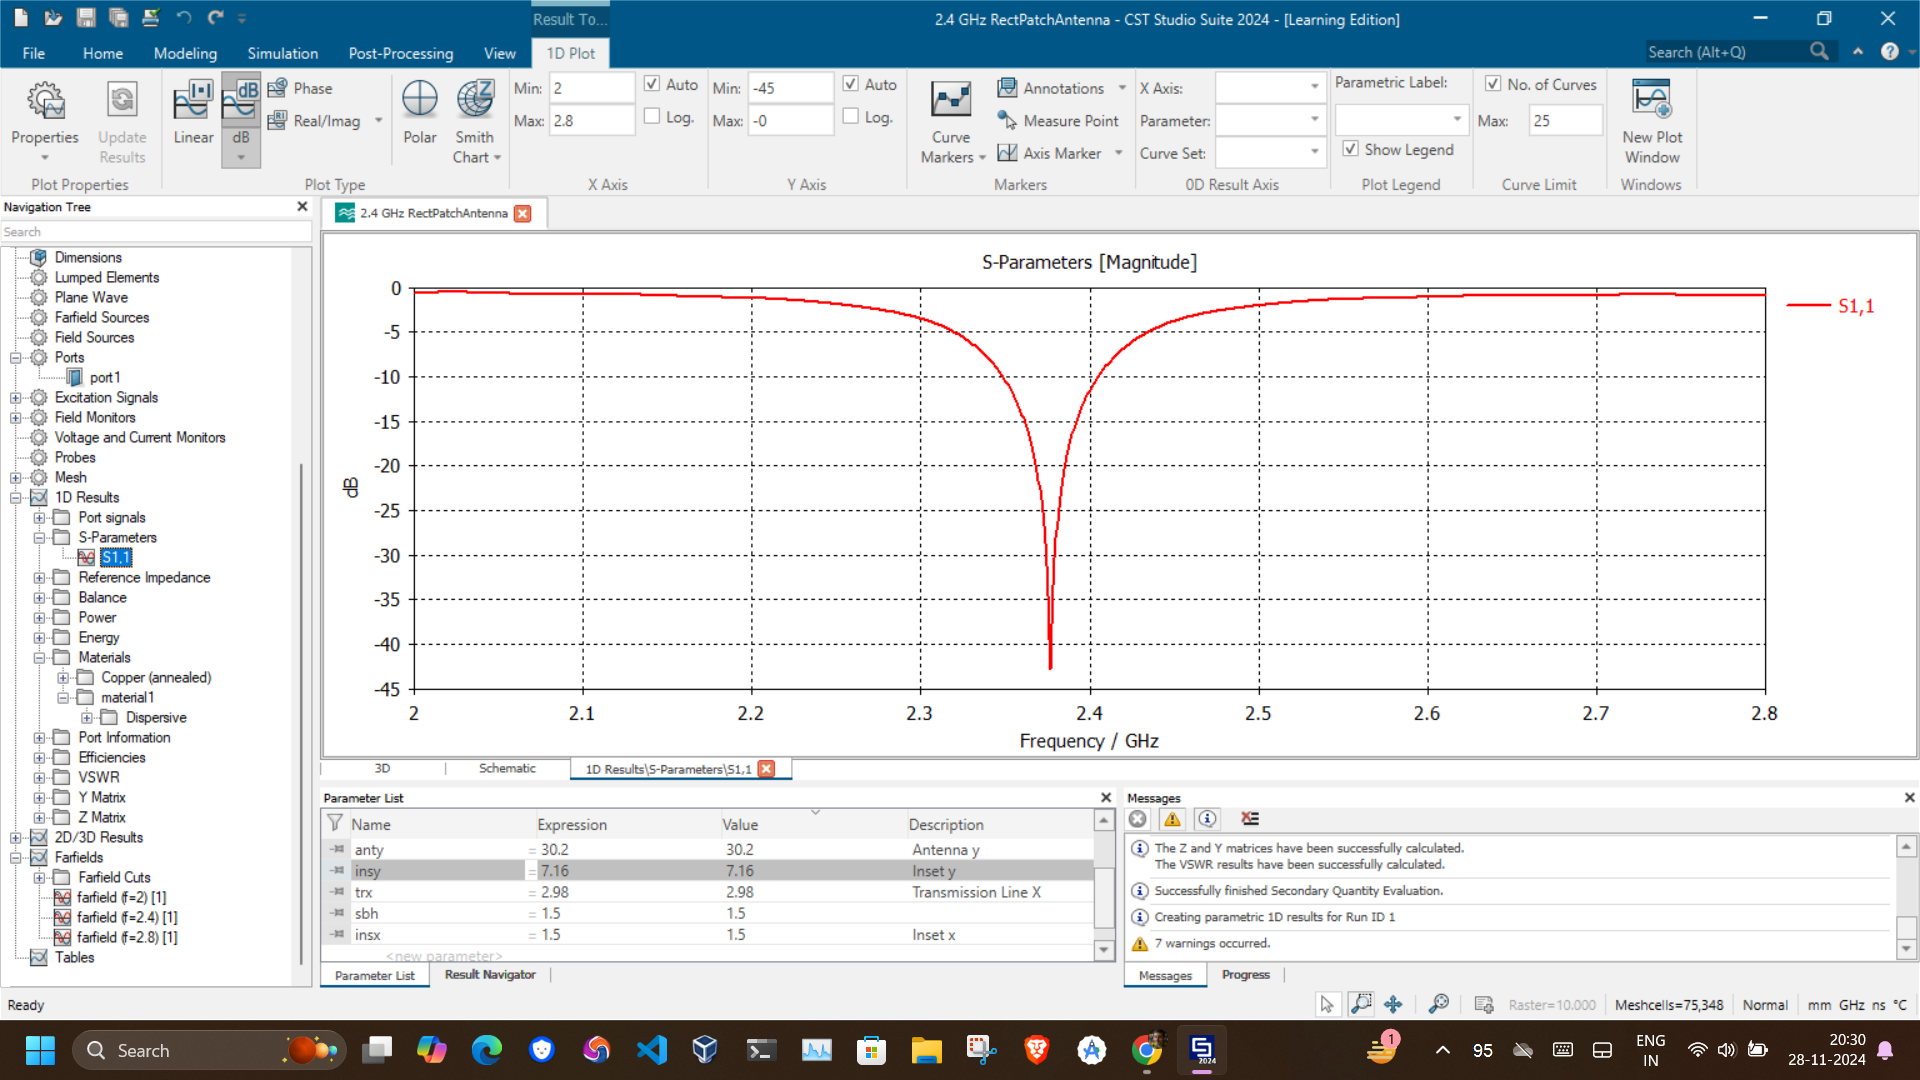 Result To...
2.4 GHz RectPatchAntenna - CST Studio Suite 2024 - [Learning Edition]
File Home Modeling Simulation Post-Processing View 1D Plot
Search (Alt+Q)
Properties
Update Results
Plot Properties
Linear
dB
Phase
Real/Imag
Polar
Smith Chart
Plot Type
Min: 2 Auto
Max: 2.8 Log.
X Axis
Min: -45 Auto
Max: -0 Log.
Y Axis
Curve Markers
Annotations
Measure Point
Axis Marker
Markers
X Axis:
Parameter:
Curve Set:
0D Result Axis
Parametric Label:
Show Legend
Plot Legend
No. of Curves
Max: 25
Curve Limit
New Plot Window
Windows
Navigation Tree
Search
Dimensions
Lumped Elements
Plane Wave
Farfield Sources
Field Sources
Ports
port1
Excitation Signals
Field Monitors
Voltage and Current Monitors
Probes
Mesh
1D Results
Port signals
S-Parameters
S1,1
Reference Impedance
Balance
Power
Energy
Materials
Copper (annealed)
material1
Dispersive
Port Information
Efficiencies
VSWR
Y Matrix
Z Matrix
2D/3D Results
Farfields
Farfield Cuts
farfield (f=2) [1]
farfield (f=2.4) [1]
farfield (f=2.8) [1]
Tables
2.4 GHz RectPatchAntenna
S-Parameters [Magnitude]
0
-5
-10
-15
-20
-25
-30
-35
-40
-45
dB
2 2.1 2.2 2.3 2.4 2.5 2.6 2.7 2.8
Frequency / GHz
S1,1
3D Schematic 1D Results\S-Parameters\S1,1
Parameter List
Name Expression Value Description
anty = 30.2 30.2 Antenna y
insy = 7.16 7.16 Inset y
trx = 2.98 2.98 Transmission Line X
sbh = 1.5 1.5
insx = 1.5 1.5 Inset x
<new parameter>
Parameter List Result Navigator
Messages
The Z and Y matrices have been successfully calculated.
The VSWR results have been successfully calculated.
Successfully finished Secondary Quantity Evaluation.
Creating parametric 1D results for Run ID 1
7 warnings occurred.
Messages Progress
Ready
Raster=10.000 Meshcells=75,348 Normal mm GHz ns °C
Search
2024
1
95
ENG
IN
20:30
28-11-2024